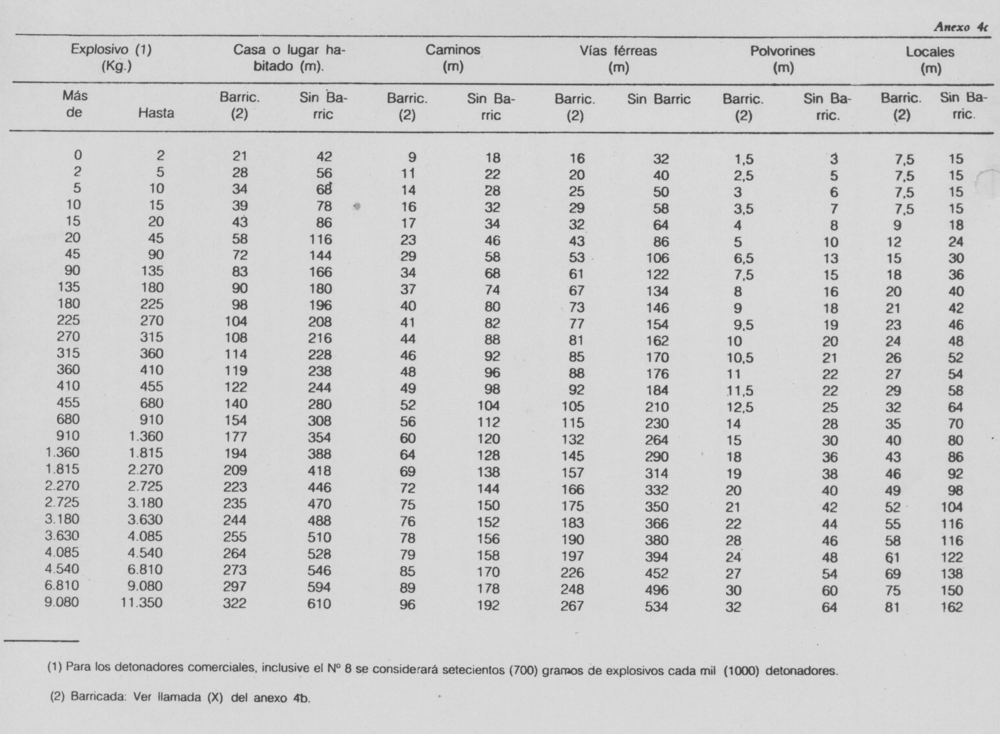 Anexo 4c
Explosivo (1) Casa o lugar ha- Caminos Vías férreas Polvorines Locales
(Kg.) bitado (m). (m) (m) (m) (m)
Más Barric. Sin Ba- Barric. Sin Ba- Barric. Sin Barric Barric. Sin Ba- Barric. Sin Ba-
de Hasta (2) rric (2) rric (2) (2) rric. (2) rric.
0 2 21 42 9 18 16 32 1,5 3 7,5 15
2 5 28 56 11 22 20 40 2,5 5 7,5 15
5 10 34 68 14 28 25 50 3 6 7,5 15
10 15 39 78 16 32 29 58 3,5 7 7,5 15
15 20 43 86 17 34 32 64 4 8 9 18
20 45 58 116 23 46 43 86 5 10 12 24
45 90 72 144 29 58 53 106 6,5 13 15 30
90 135 83 166 34 68 61 122 7,5 15 18 36
135 180 90 180 37 74 67 134 8 16 20 40
180 225 98 196 40 80 73 146 9 18 21 42
225 270 104 208 41 82 77 154 9,5 19 23 46
270 315 108 216 44 88 81 162 10 20 24 48
315 360 114 228 46 92 85 170 10,5 21 26 52
360 410 119 238 48 96 88 176 11 22 27 54
410 455 122 244 49 98 92 184 11,5 22 29 58
455 680 140 280 52 104 105 210 12,5 25 32 64
680 910 154 308 56 112 115 230 14 28 35 70
910 1.360 177 354 60 120 132 264 15 30 40 80
1.360 1.815 194 388 64 128 145 290 18 36 43 86
1.815 2.270 209 418 69 138 157 314 19 38 46 92
2.270 2.725 223 446 72 144 166 332 20 40 49 98
2.725 3.180 235 470 75 150 175 350 21 42 52 104
3.180 3.630 244 488 76 152 183 366 22 44 55 116
3.630 4.085 255 510 78 156 190 380 28 46 58 116
4.085 4.540 264 528 79 158 197 394 24 48 61 122
4.540 6.810 273 546 85 170 226 452 27 54 69 138
6.810 9.080 297 594 89 178 248 496 30 60 75 150
9.080 11.350 322 610 96 192 267 534 32 64 81 162
(1) Para los detonadores comerciales, inclusive el Nº 8 se considerará setecientos (700) gramos de explosivos cada mil (1000) detonadores.
(2) Barricada: Ver llamada (X) del anexo 4b.